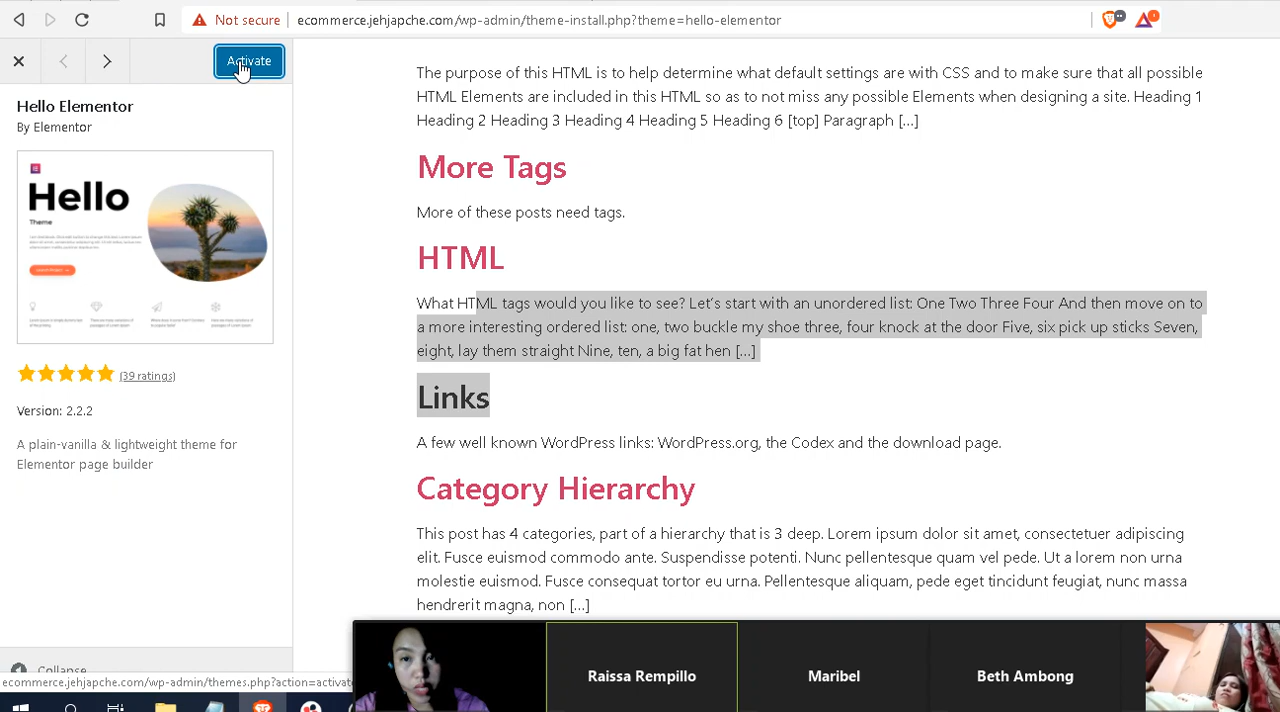 Not secure
ecommerce.jehjapche.com/wp-admin/theme-install.php?theme=hello-elementor
Activate
Hello Elementor
By Elementor
Hello
Theme
(39 ratings)
Version: 2.2.2
A plain-vanilla & lightweight theme for
Elementor page builder
Collapse
ecommerce.jehjapche.com/wp-admin/themes.php?action=activate
The purpose of this HTML is to help determine what default settings are with CSS and to make sure that all possible
HTML Elements are included in this HTML so as to not miss any possible Elements when designing a site. Heading 1
Heading 2 Heading 3 Heading 4 Heading 5 Heading 6 [top] Paragraph […]
More Tags
More of these posts need tags.
HTML
What HTML tags would you like to see? Let’s start with an unordered list: One Two Three Four And then move on to
a more interesting ordered list: one, two buckle my shoe three, four knock at the door Five, six pick up sticks Seven,
eight, lay them straight Nine, ten, a big fat hen […]
Links
A few well known WordPress links: WordPress.org, the Codex and the download page.
Category Hierarchy
This post has 4 categories, part of a hierarchy that is 3 deep. Lorem ipsum dolor sit amet, consectetuer adipiscing
elit. Fusce euismod commodo ante. Suspendisse potenti. Nunc pellentesque quam vel pede. Ut a lorem non urna
molestie euismod. Fusce consequat tortor eu urna. Pellentesque aliquam, pede eget tincidunt feugiat, nunc massa
hendrerit magna, non […]
Raissa Rempillo
Maribel
Beth Ambong